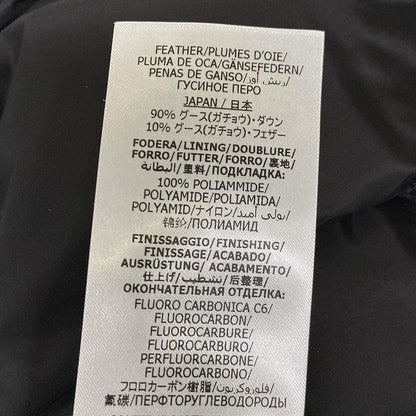 FEATHER/PLUMES D'OIE/
PLUMA DE OCA/GÄNSEFEDERN/
PENAS DE GANSO/ريش أوز/
ГУСИНОЕ ПЕРО
JAPAN / 日本
90% グース(ガチョウ)・ダウン
10% グース(ガチョウ)・フェザー
FODERA/LINING/DOUBLURE/
FORRO/FUTTER/FORRO/裏地/
البطانة/里料/ПОДКЛАДКА:
100% POLIAMMIDE/
POLYAMIDE/POLIAMIDA/
POLYAMID/ナイロン/بولي أميد/
锦纶/ПОЛИАМИД
FINISSAGGIO/FINISHING/
FINISSAGE/ACABADO/
AUSRÜSTUNG/ ACABAMENTO/
仕上げ/تشطيب/后整理/
ОКОНЧАТЕЛЬНАЯ ОТДЕЛКА:
FLUORO CARBONICA C6/
FLUOROCARBON/
FLUOROCARBURE/
FLUOROCARBURO/
PERFLUORCARBON/
FLUOROCARBONO/
フロロカーボン樹脂/فلوروكربون/
氟碳/ПЕРФТОРУГЛЕВОДОРОДЫ